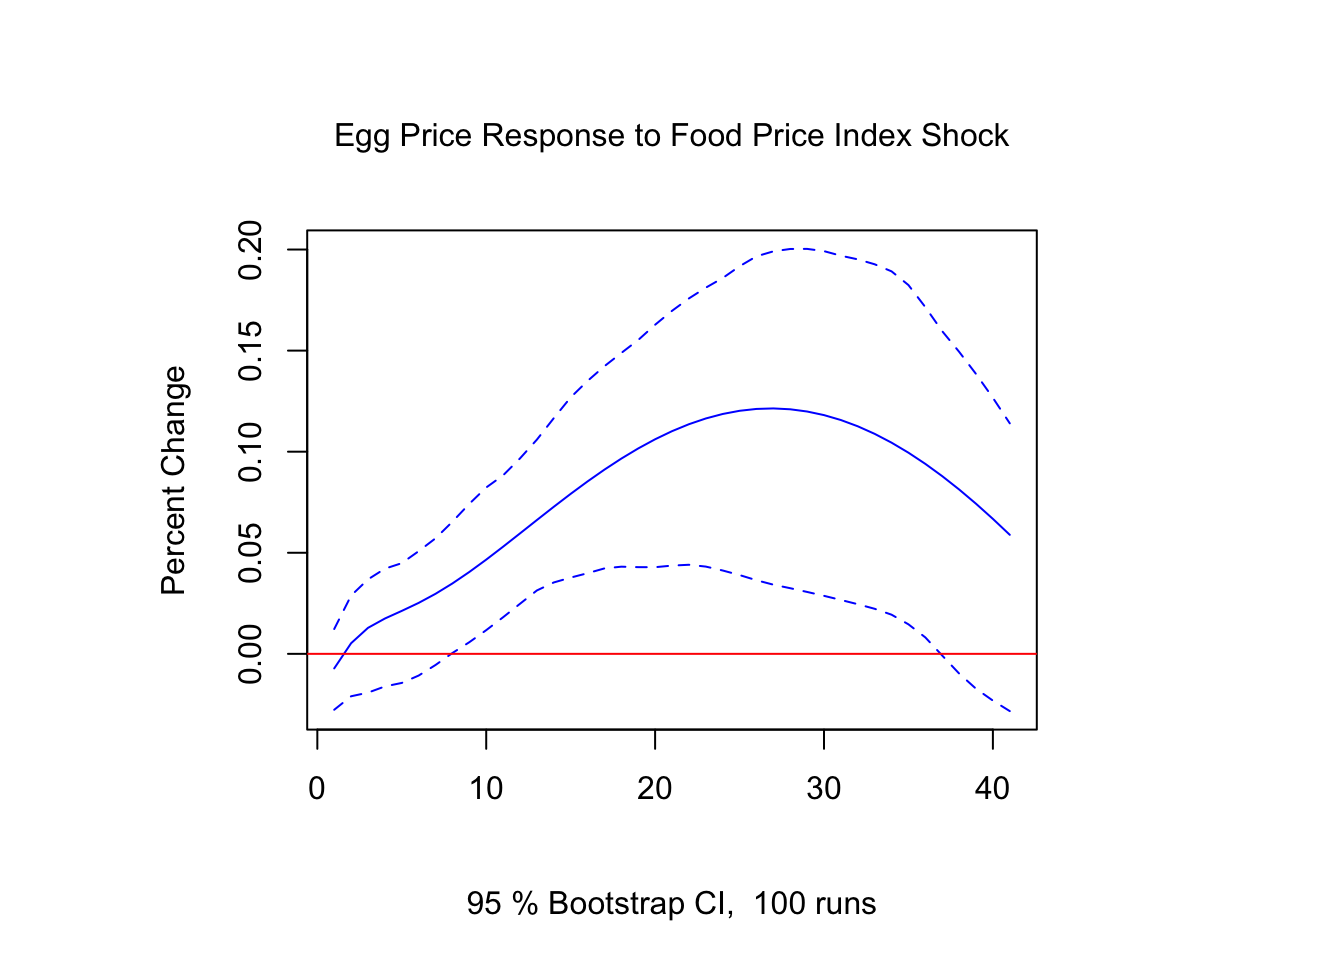 Egg Price Response to Food Price Index Shock
Percent Change
0.20
0.15
0.10
0.05
0.00
0 10 20 30 40
95 % Bootstrap CI,  100 runs